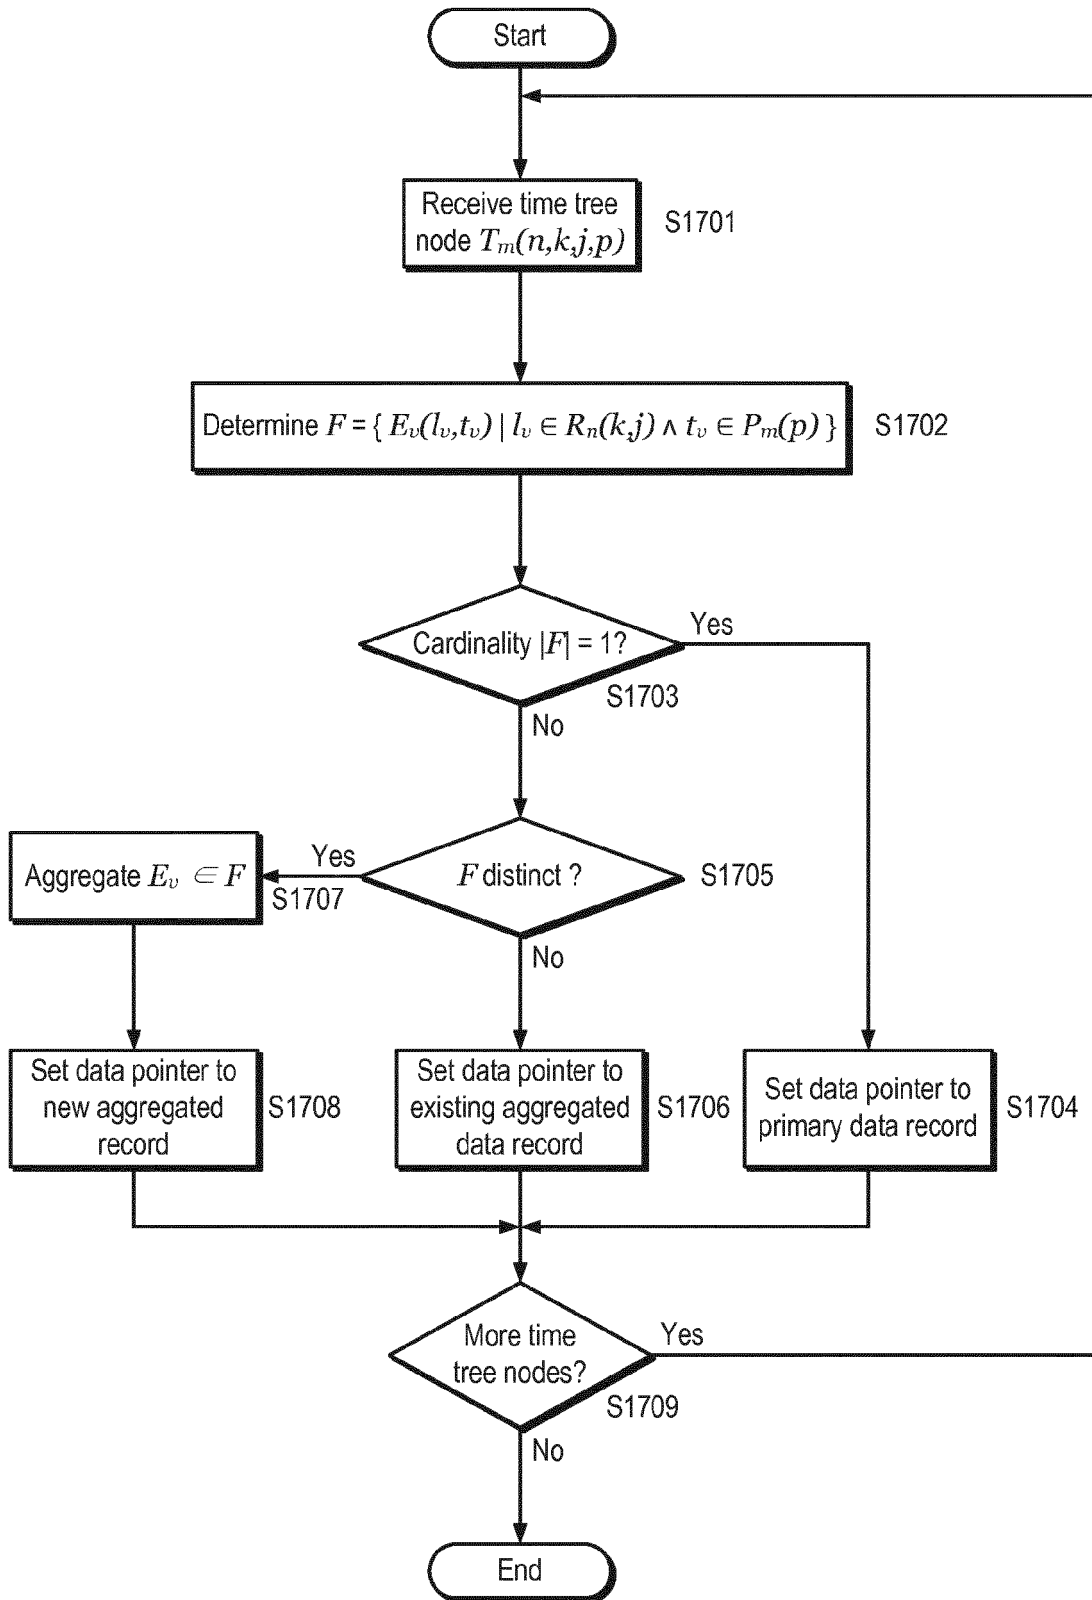 Start
Receive time tree
node Tₘ(n,k,j,p)
S1701
Determine F = { Eᵥ(lᵥ,tᵥ) | lᵥ ∈ Rₙ(k,j) ∧ tᵥ ∈ Pₘ(p) }
S1702
Cardinality |F| = 1?
Yes
S1703
No
Aggregate Eᵥ ∈ F
Yes
S1707
F distinct ?
S1705
No
Set data pointer to
new aggregated
record
S1708
Set data pointer to
existing aggregated
data record
S1706
Set data pointer to
primary data record
S1704
More time
tree nodes?
Yes
S1709
No
End